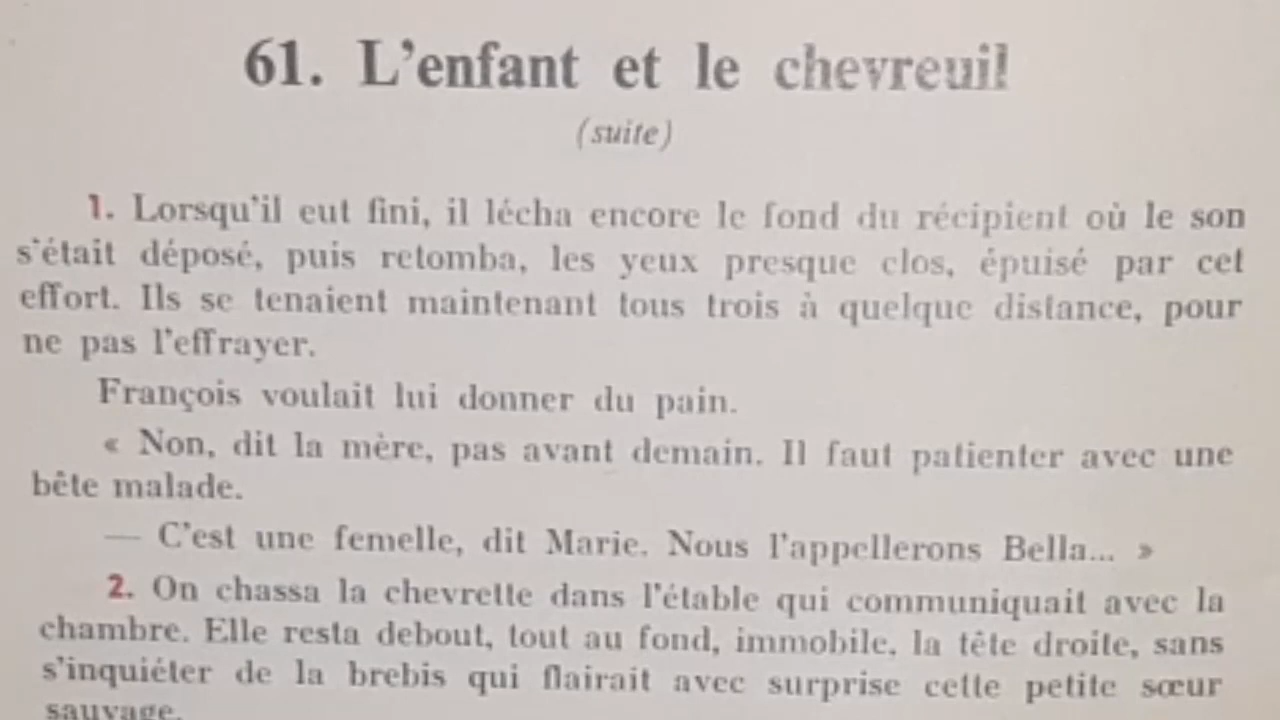 61. L'enfant et le chevreuil
(suite)
1. Lorsqu'il eut fini, il lécha encore le fond du récipient où le son
s'était déposé, puis retomba, les yeux presque clos, épuisé par cet
effort. Ils se tenaient maintenant tous trois à quelque distance, pour
ne pas l'effrayer.
François voulait lui donner du pain.
« Non, dit la mère, pas avant demain. Il faut patienter avec une
bête malade.
— C'est une femelle, dit Marie. Nous l'appellerons Bella... »
2. On chassa la chevrette dans l'étable qui communiquait avec la
chambre. Elle resta debout, tout au fond, immobile, la tête droite, sans
s'inquiéter de la brebis qui flairait avec surprise cette petite sœur
sauvage.